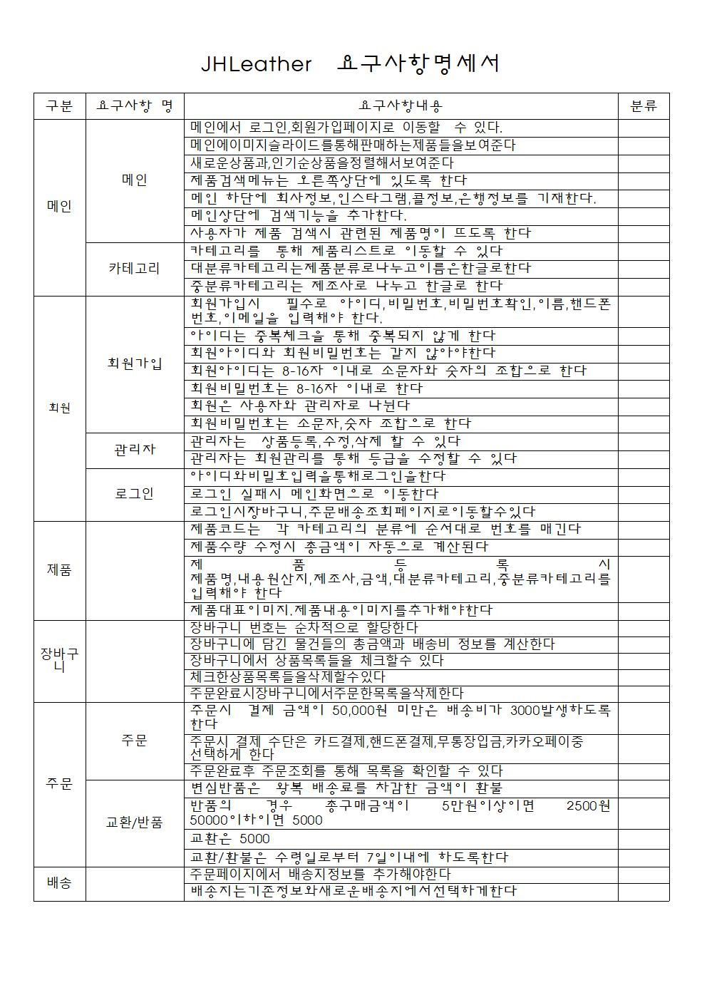 JHLeather 요구사항명세서
구분 요구사항 명 요구사항내용 분류
메인
메인
메인에서 로그인,회원가입페이지로 이동할 수 있다.
메인에이미지슬라이드를통해판매하는제품들을보여준다
새로운상품과,인기순상품을정렬해서보여준다
제품검색메뉴는 오른쪽상단에 있도록 한다
메인 하단에 회사정보,인스타그램,콜정보,은행정보를 기재한다.
메인상단에 검색기능을 추가한다.
사용자가 제품 검색시 관련된 제품명이 뜨도록 한다
카테고리
카테고리를 통해 제품리스트로 이동할 수 있다
대분류카테고리는제품분류로나누고이름은한글로한다
중분류카테고리는 제조사로 나누고 한글로 한다
회원
회원가입
회원가입시 필수로 아이디,비밀번호,비밀번호확인,이름,핸드폰
번호,이메일을 입력해야 한다.
아이디는 중복체크을 통해 중복되지 않게 한다
회원아이디와 회원비밀번호는 같지 않아야한다
회원아이디는 8-16자 이내로 소문자와 숫자의 조합으로 한다
회원비밀번호는 8-16자 이내로 한다
회원은 사용자와 관리자로 나뉜다
회원비밀번호는 소문자,숫자 조합으로 한다
관리자
관리자는 상품등록,수정,삭제 할 수 있다
관리자는 회원관리를 통해 등급을 수정할 수 있다
로그인
아이디와비밀호입력을통해로그인을한다
로그인 실패시 메인화면으로 이동한다
로그인시장바구니,주문배송조회페이지로이동할수있다
제품
제품코드는 각 카테고리의 분류에 순서대로 번호를 매긴다
제품수량 수정시 총금액이 자동으로 계산된다
제 품 등 록 시
제품명,내용원산지,제조사,금액,대분류카테고리,중분류카테고리를
입력해야 한다
제품대표이미지.제품내용이미지를추가해야한다
장바구
니
장바구니 번호는 순차적으로 할당한다
장바구니에 담긴 물건들의 총금액과 배송비 정보를 계산한다
장바구니에서 상품목록들을 체크할수 있다
체크한상품목록들을삭제할수있다
주문완료시장바구니에서주문한목록을삭제한다
주문
주문
주문시 결제 금액이 50,000원 미만은 배송비가 3000발생하도록
한다
주문시 결제 수단은 카드결제,핸드폰결제,무통장입금,카카오페이중
선택하게 한다
주문완료후 주문조회를 통해 목록을 확인할 수 있다
교환/반품
변심반품은 왕복 배송료를 차감한 금액이 환불
반품의 경우 총구매금액이 5만원이상이면 2500원
50000이하이면 5000
교환은 5000
교환/환불은 수령일로부터 7일이내에 하도록한다
배송
주문페이지에서 배송지정보를 추가해야한다
배송지는기존정보와새로운배송지에서선택하게한다